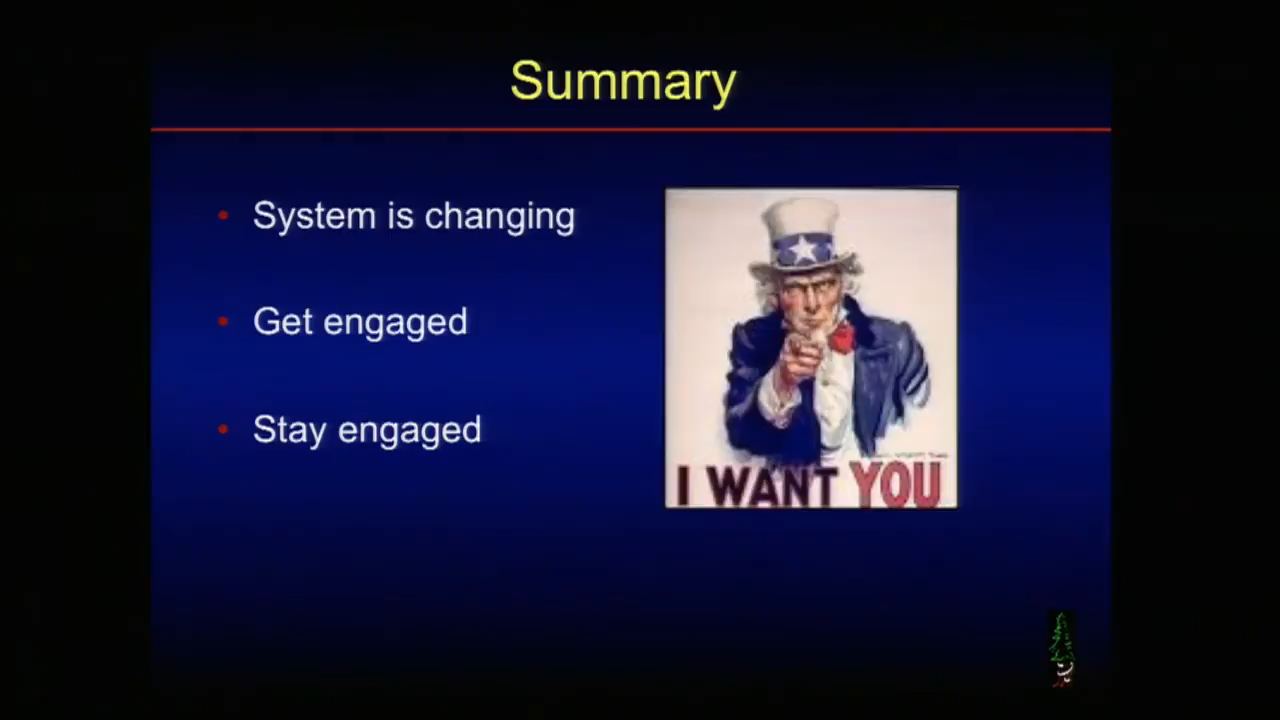 Summary
• System is changing
• Get engaged
• Stay engaged
I WANT YOU